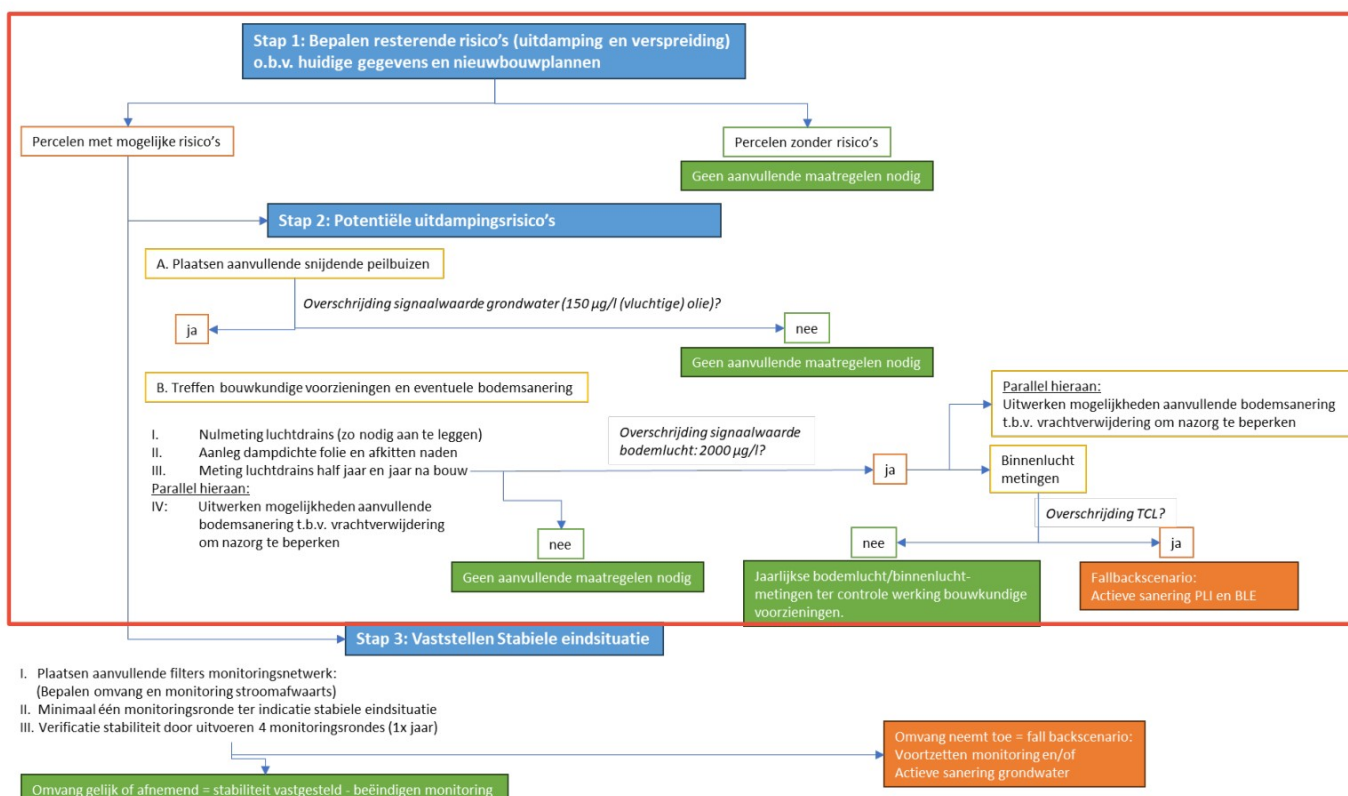 Stap 1: Bepalen resterende risico's (uitdamping en verspreiding)
o.b.v. huidige gegevens en nieuwbouwplannen
Percelen met mogelijke risico's
Percelen zonder risico's
Geen aanvullende maatregelen nodig
Stap 2: Potentiële uitdampingsrisico's
A. Plaatsen aanvullende snijdende peilbuizen
Overschrijding signaalwaarde grondwater (150 µg/l (vluchtige) olie)?
ja
nee
Geen aanvullende maatregelen nodig
B. Treffen bouwkundige voorzieningen en eventuele bodemsanering
I. Nulmeting luchtdrains (zo nodig aan te leggen)
II. Aanleg dampdichte folie en afkitten naden
III. Meting luchtdrains half jaar en jaar na bouw
Parallel hieraan:
IV: Uitwerken mogelijkheden aanvullende
bodemsanering t.b.v. vrachtverwijdering
om nazorg te beperken
Overschrijding signaalwaarde
bodemlucht: 2000 µg/l?
nee
Geen aanvullende maatregelen nodig
ja
Parallel hieraan:
Uitwerken mogelijkheden aanvullende bodemsanering
t.b.v. vrachtverwijdering om nazorg te beperken
Binnenlucht
metingen
Overschrijding TCL?
nee
Jaarlijkse bodemlucht/binnenlucht-
metingen ter controle werking bouwkundige
voorzieningen.
ja
Fallbackscenario:
Actieve sanering PLI en BLE
Stap 3: Vaststellen Stabiele eindsituatie
I. Plaatsen aanvullende filters monitoringsnetwerk:
(Bepalen omvang en monitoring stroomafwaarts)
II. Minimaal één monitoringsronde ter indicatie stabiele eindsituatie
III. Verificatie stabiliteit door uitvoeren 4 monitoringsrondes (1x jaar)
Omvang neemt toe = fall backscenario:
Voortzetten monitoring en/of
Actieve sanering grondwater
Omvang gelijk of afnemend = stabiliteit vastgesteld - beëindigen monitoring